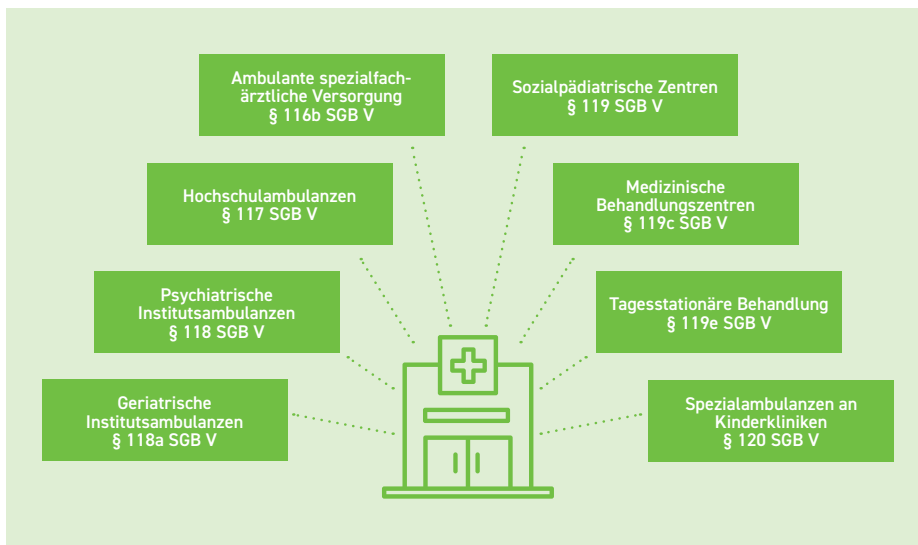 Ambulante spezialfach-
ärztliche Versorgung
§ 116b SGB V
Sozialpädiatrische Zentren
§ 119 SGB V
Hochschulambulanzen
§ 117 SGB V
Medizinische
Behandlungszentren
§ 119c SGB V
Psychiatrische
Institutsambulanzen
§ 118 SGB V
Tagesstationäre Behandlung
§ 119e SGB V
Geriatrische
Institutsambulanzen
§ 118a SGB V
Spezialambulanzen an
Kinderkliniken
§ 120 SGB V